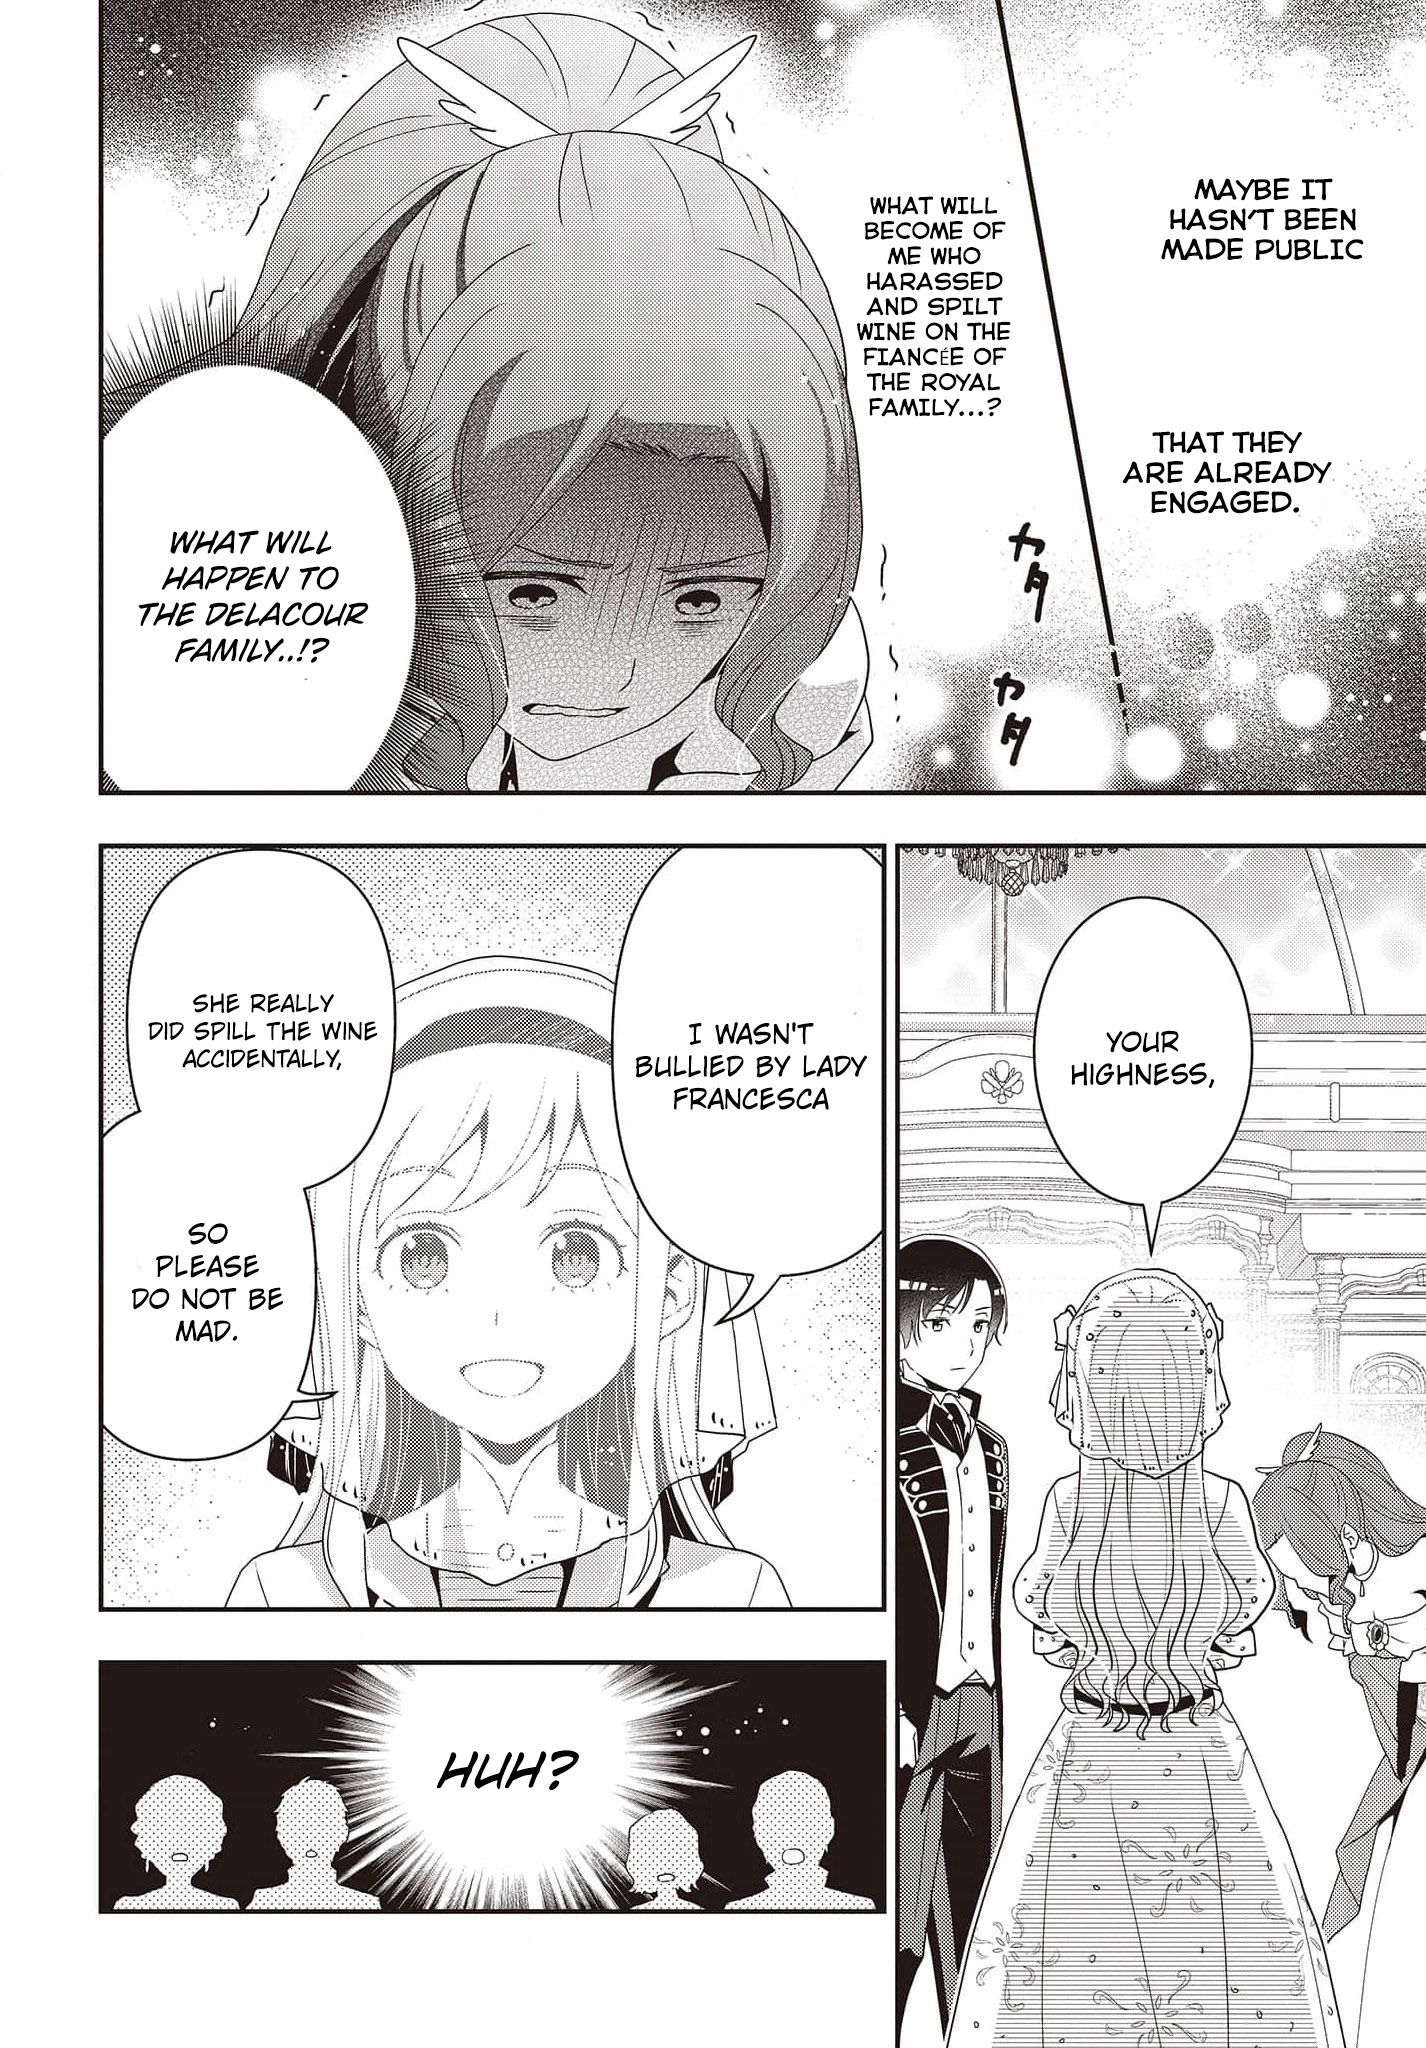 MAYBE IT
HASN'T BEEN
MADE PUBLIC
THAT THEY
ARE ALREADY
ENGAGED.
WHAT WILL
BECOME OF
ME WHO
HARASSED
AND SPILT
WINE ON THE
FIANCÉE OF
THE ROYAL
FAMILY...?
カタ
カタ
WHAT WILL
HAPPEN TO
THE DELACOUR
FAMILY..!?
YOUR
HIGHNESS,
I WASN'T
BULLIED BY LADY
FRANCESCA
SHE REALLY
DID SPILL THE WINE
ACCIDENTALLY,
SO
PLEASE
DO NOT BE
MAD.
HUH?